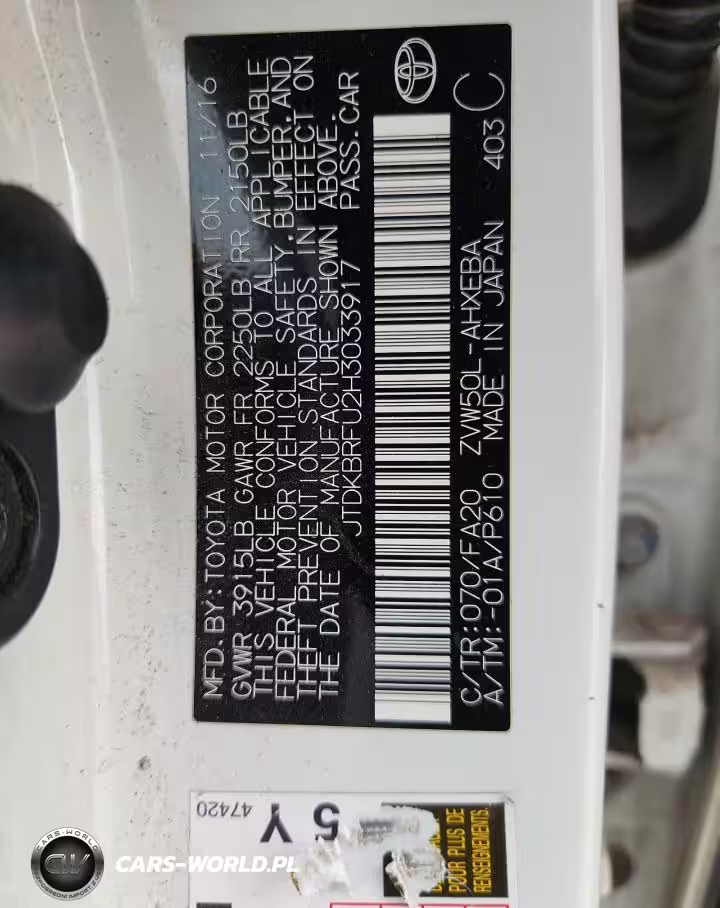 MFD.BY:TOYOTA MOTOR CORPORATION 11/16
GVWR 3915LB GAWR FR 2250LB RR 2150LB
THIS VEHICLE CONFORMS TO ALL APPLICABLE
FEDERAL MOTOR VEHICLE SAFETY,BUMPER,AND
THEFT PREVENTION STANDARDS IN EFFECT ON
THE DATE OF MANUFACTURE SHOWN ABOVE.
JTDKBRFU2H3033917 PASS.CAR
C/TR:070/FA20 ZVW50L-AHXEBA
A/TM:-01A/P610 MADE IN JAPAN 403 C
47420
5 Y
POUR PLUS DE
RENSEIGNEMENTS.
CARS-WORLD
CW
CARS-WORLD.PL